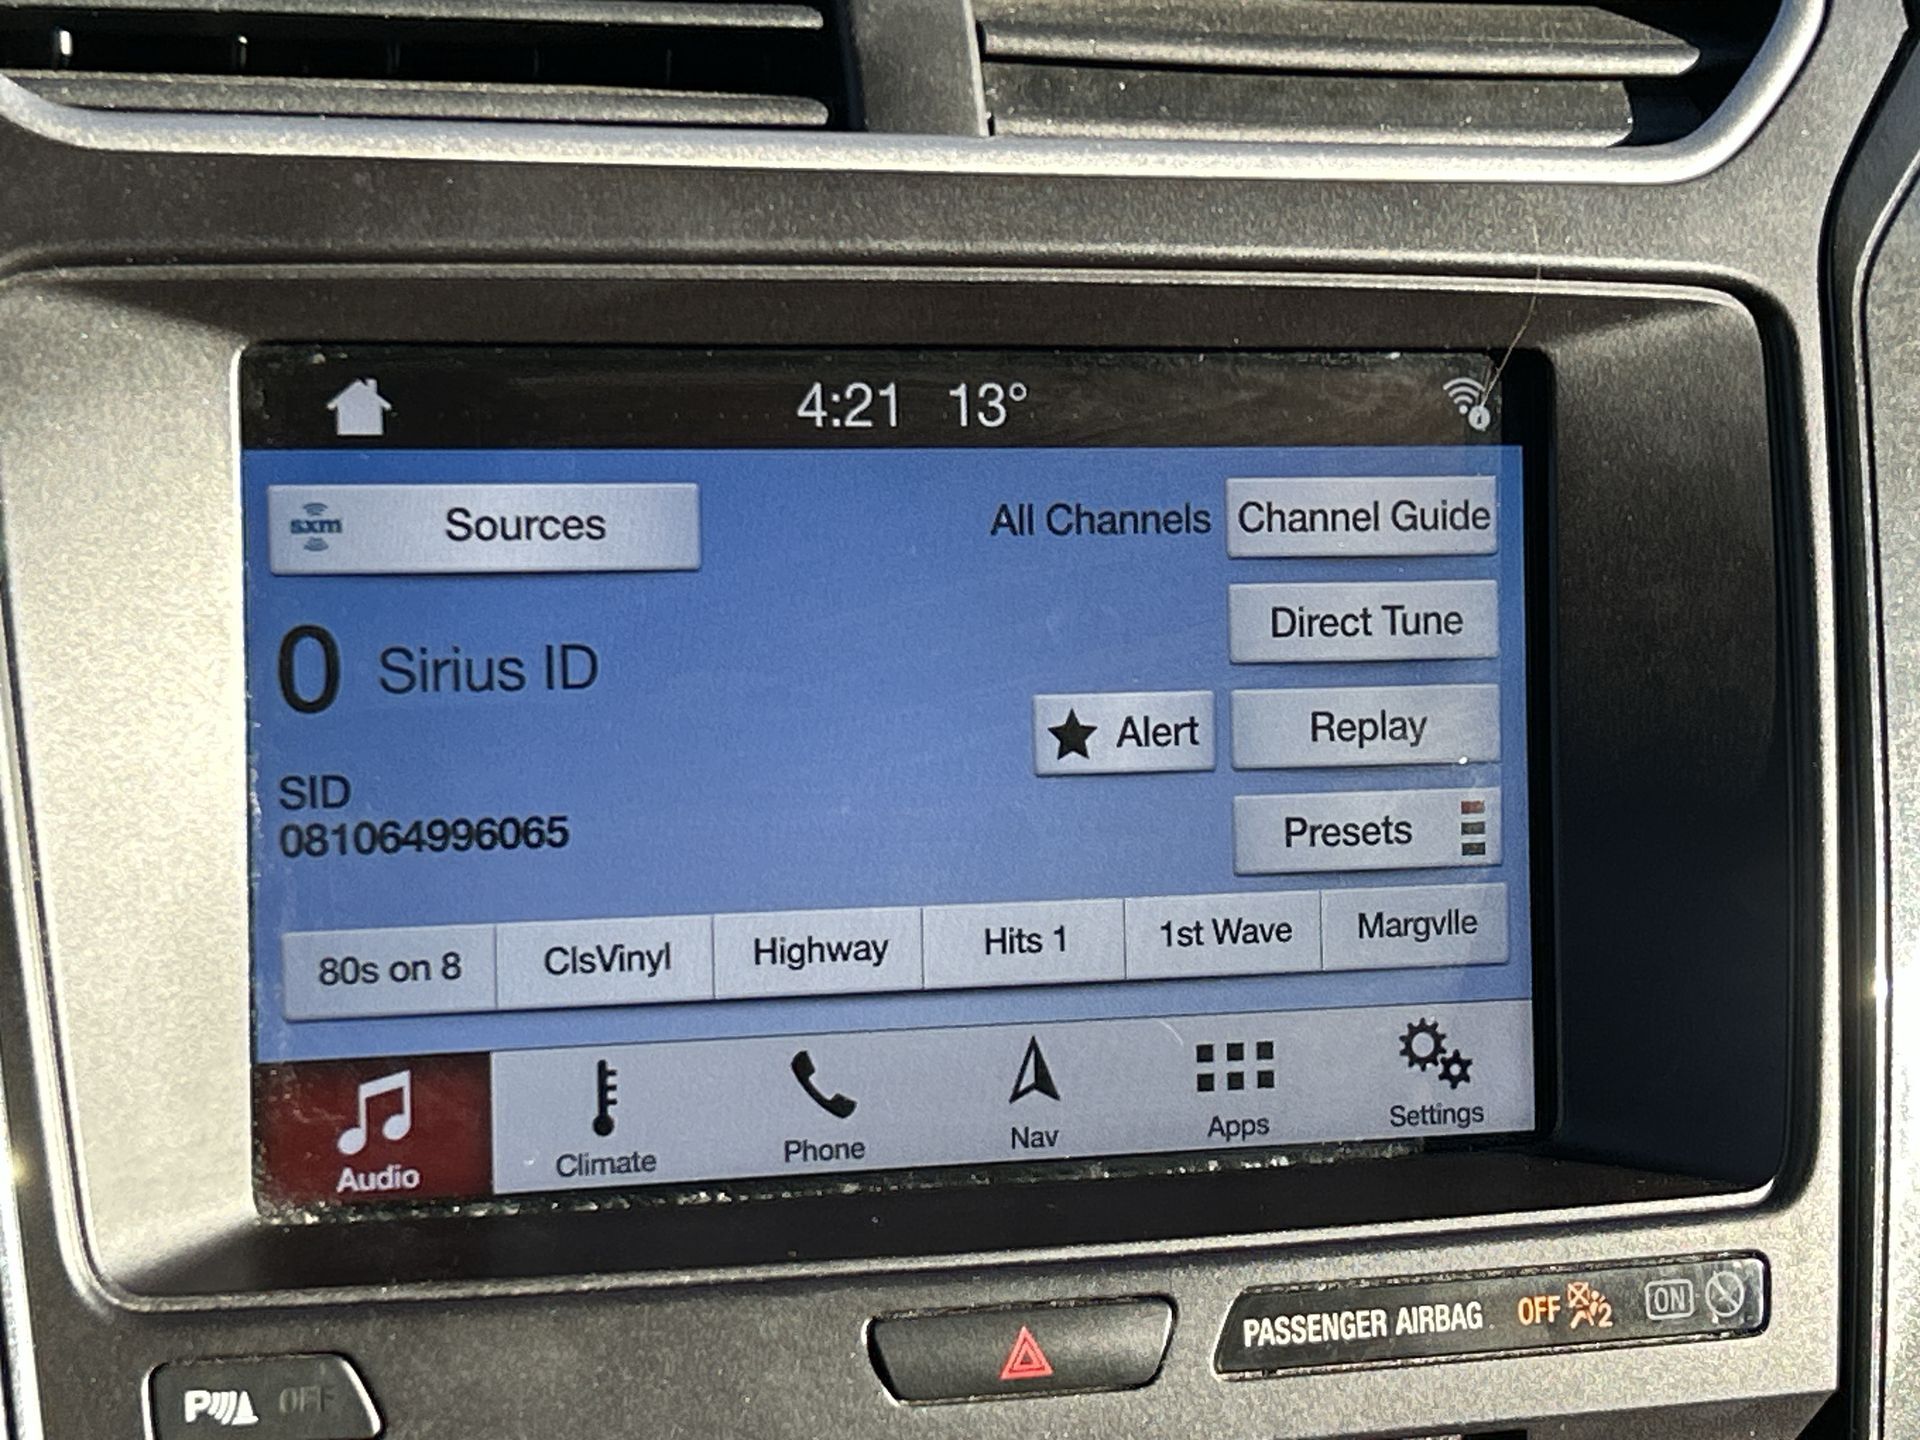 4:21 13°
sxm Sources
All Channels Channel Guide
0 Sirius ID
Direct Tune
Alert Replay
SID
081064996065
Presets
80s on 8 ClsVinyl Highway Hits 1 1st Wave Margvlle
Audio Climate Phone Nav Apps Settings
PASSENGER AIRBAG OFF 2 ON
P OFF